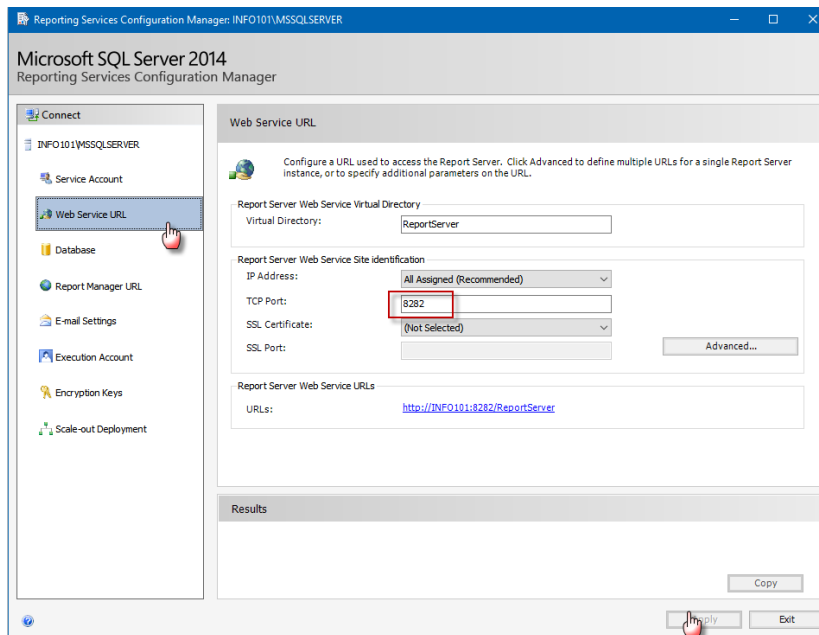 Reporting Services Configuration Manager: INFO101\MSSQLSERVER
Microsoft SQL Server 2014
Reporting Services Configuration Manager
Connect
INFO101\MSSQLSERVER
Service Account
Web Service URL
Database
Report Manager URL
E-mail Settings
Execution Account
Encryption Keys
Scale-out Deployment
Web Service URL
Configure a URL used to access the Report Server. Click Advanced to define multiple URLs for a single Report Server
instance, or to specify additional parameters on the URL.
Report Server Web Service Virtual Directory
Virtual Directory: ReportServer
Report Server Web Service Site identification
IP Address: All Assigned (Recommended)
TCP Port: 8282
SSL Certificate: (Not Selected)
SSL Port:
Advanced...
Report Server Web Service URLs
URLs: http://INFO101:8282/ReportServer
Results
Copy
Apply Exit